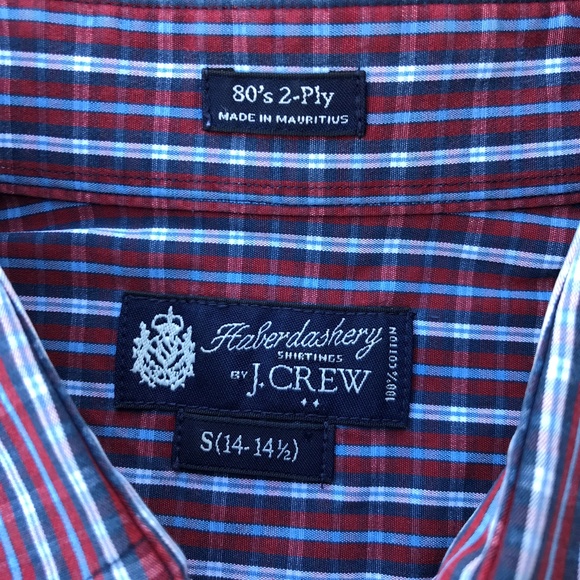 80's 2-Ply
MADE IN MAURITIUS
Haberdashery
SHIRTINGS
BY J.CREW
100% COTTON
S(14-14½)